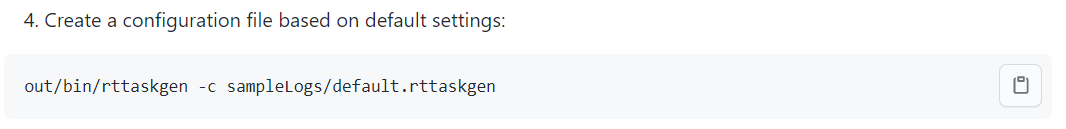 4. Create a configuration file based on default settings:
out/bin/rttaskgen -c sampleLogs/default.rttaskgen